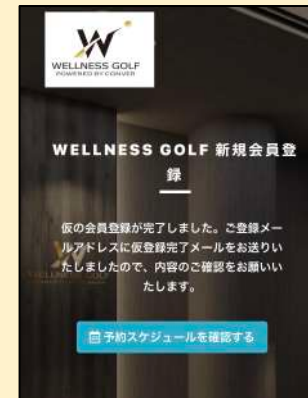 WELLNESS GOLF
POWERED BY CONVER
WELLNESS GOLF 新規会員登
録
仮の会員登録が完了しました。ご登録メー
ルアドレスに仮登録完了メールをお送りい
たしましたので、内容のご確認をお願いい
たします。
予約スケジュールを確認する